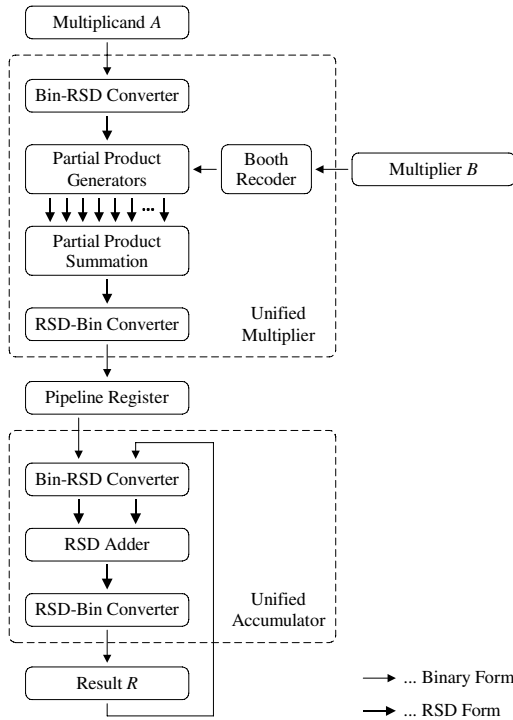 Multiplicand A
Bin-RSD Converter
Partial Product
Generators
Booth
Recoder
Multiplier B
...
Partial Product
Summation
RSD-Bin Converter
Unified
Multiplier
Pipeline Register
Bin-RSD Converter
RSD Adder
RSD-Bin Converter
Unified
Accumulator
Result R
... Binary Form
... RSD Form